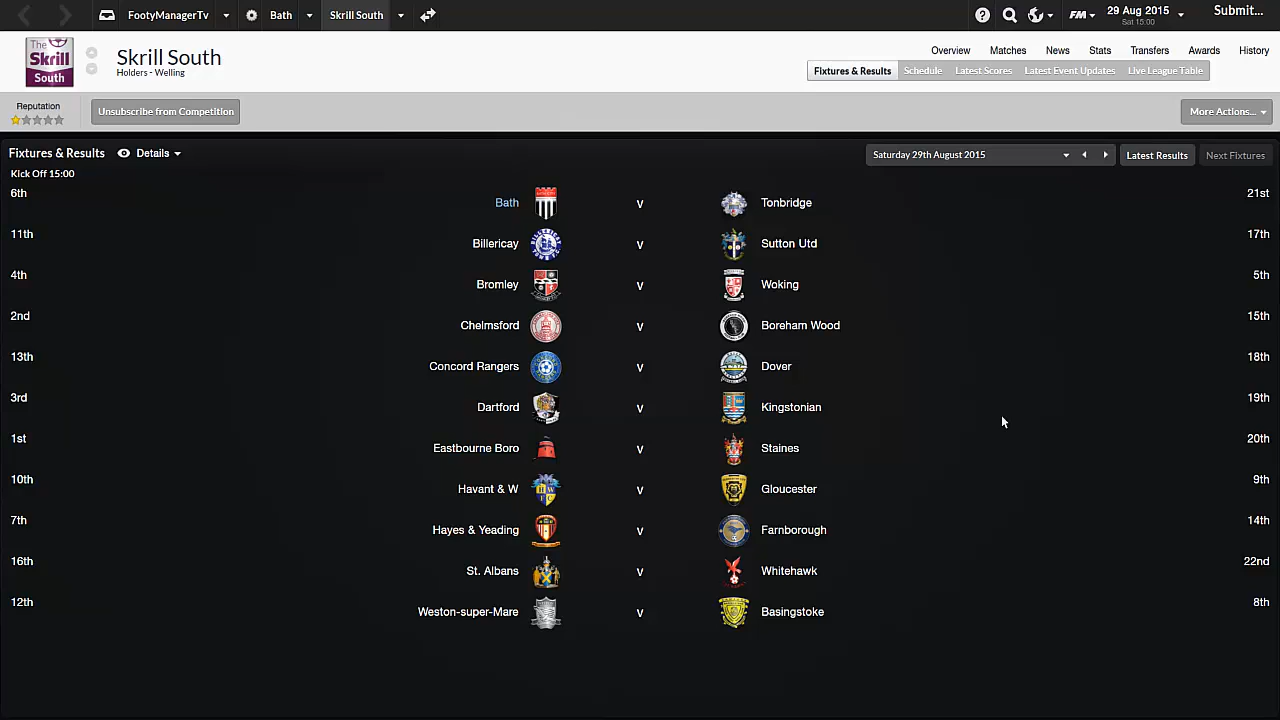 FootyManagerTv Bath Skrill South FM 29 Aug 2015 Submit...
Sat 15:00
The Skrill South
Skrill South
Holders - Welling
Overview Matches News Stats Transfers Awards History
Fixtures & Results Schedule Latest Scores Latest Event Updates Live League Table
Reputation
Unsubscribe from Competition More Actions...
Fixtures & Results Details Saturday 29th August 2015 Latest Results Next Fixtures
Kick Off 15:00
6th Bath v Tonbridge 21st
11th Billericay v Sutton Utd 17th
4th Bromley v Woking 5th
2nd Chelmsford v Boreham Wood 15th
13th Concord Rangers v Dover 18th
3rd Dartford v Kingstonian 19th
1st Eastbourne Boro v Staines 20th
10th Havant & W v Gloucester 9th
7th Hayes & Yeading v Farnborough 14th
16th St. Albans v Whitehawk 22nd
12th Weston-super-Mare v Basingstoke 8th